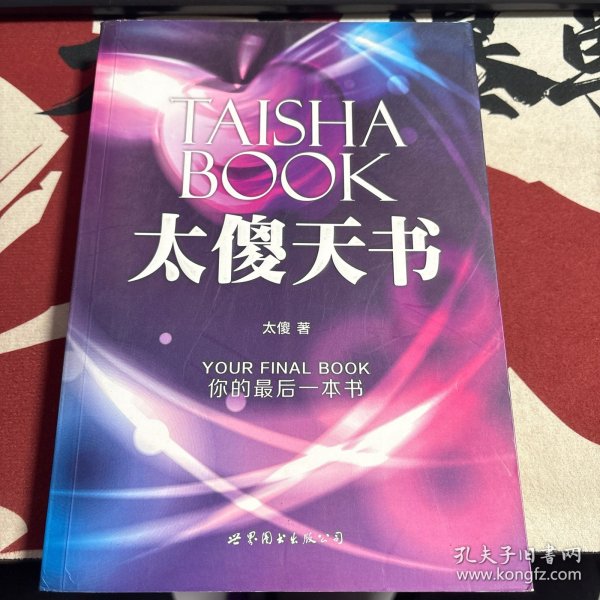 TAISHA
BOOK
太傻天书
太傻 著
YOUR FINAL BOOK
你的最后一本书
世界图书出版公司
孔夫子旧书网
www.kongfz.com